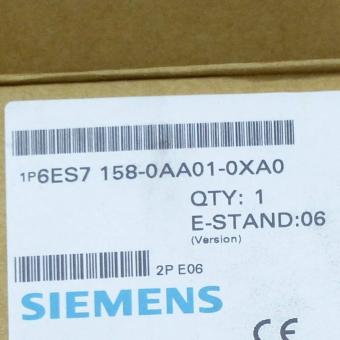 1P6ES7 158-0AA01-0XA0
QTY: 1
E-STAND:06
(Version)
2P E06
SIEMENS
CE